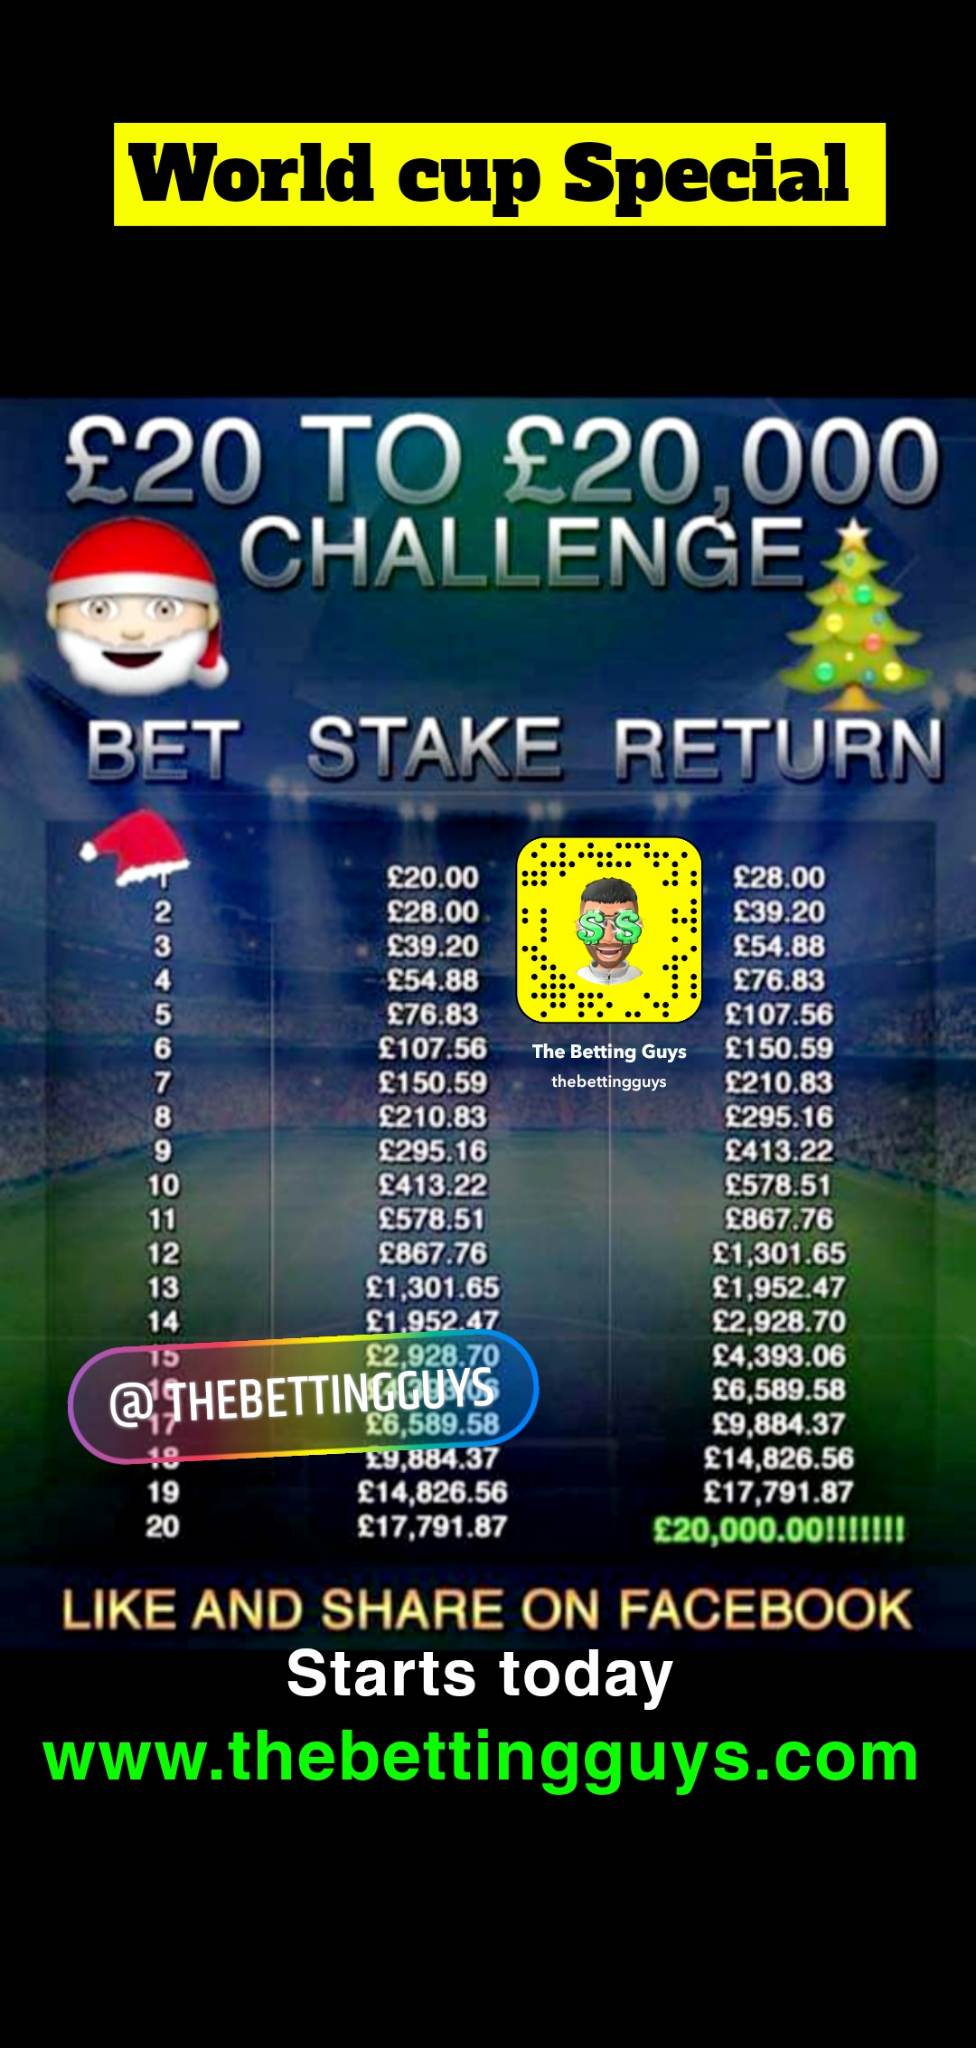 World cup Special
£20 TO £20,000
CHALLENGE
BET STAKE RETURN
1 £20.00 £28.00
2 £28.00 £39.20
3 £39.20 £54.88
4 £54.88 £76.83
5 £76.83 £107.56
6 £107.56 £150.59
The Betting Guys
7 £150.59 £210.83
thebettingguys
8 £210.83 £295.16
9 £295.16 £413.22
10 £413.22 £578.51
11 £578.51 £867.76
12 £867.76 £1,301.65
13 £1,301.65 £1,952.47
14 £1,952.47 £2,928.70
15 £2,928.70 £4,393.06
@THEBETTINGGUYS
£6,589.58
17 £6,589.58 £9,884.37
18 £9,884.37 £14,826.56
19 £14,826.56 £17,791.87
20 £17,791.87 £20,000.00!!!!!!!
LIKE AND SHARE ON FACEBOOK
Starts today
www.thebettingguys.com